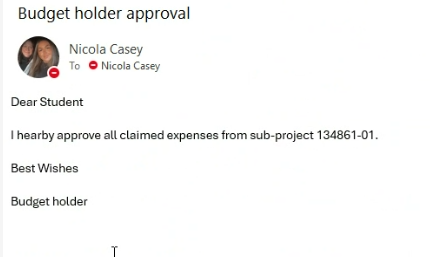 Budget holder approval
Nicola Casey
To Nicola Casey
Dear Student
I hearby approve all claimed expenses from sub-project 134861-01.
Best Wishes
Budget holder